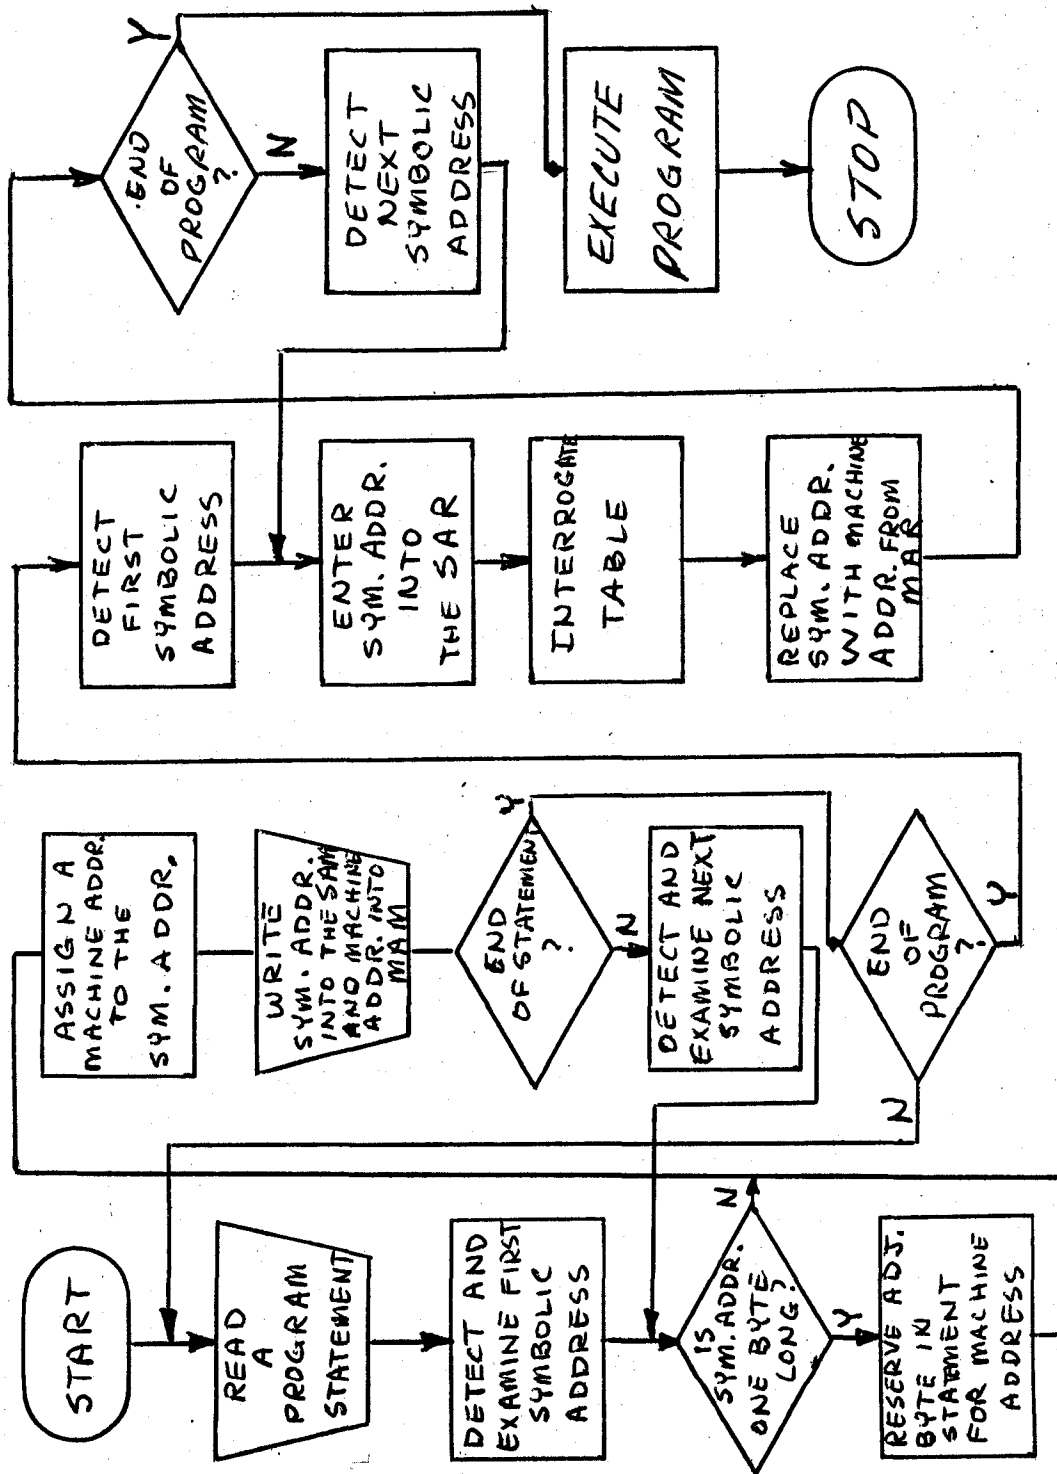 START
READ
A
PROGRAM
STATEMENT
DETECT AND
EXAMINE FIRST
SYMBOLIC
ADDRESS
IS
SYM. ADDR.
ONE BYTE
LONG?
N
Y
RESERVE ADJ.
BYTE IN
STATEMENT
FOR MACHINE
ADDRESS
ASSIGN A
MACHINE ADDR.
TO THE
SYM. ADDR.
WRITE
SYM. ADDR.
INTO THE SAM
AND MACHINE
ADDR. INTO
MAM
END
OF STATEMENT
?
Y
N
DETECT AND
EXAMINE NEXT
SYMBOLIC
ADDRESS
END
OF
PROGRAM
?
N
Y
DETECT
FIRST
SYMBOLIC
ADDRESS
ENTER
SYM. ADDR.
INTO
THE SAR
INTERROGATE
TABLE
REPLACE
SYM. ADDR.
WITH MACHINE
ADDR. FROM
MAR
END
OF
PROGRAM
?
Y
N
DETECT
NEXT
SYMBOLIC
ADDRESS
EXECUTE
PROGRAM
STOP